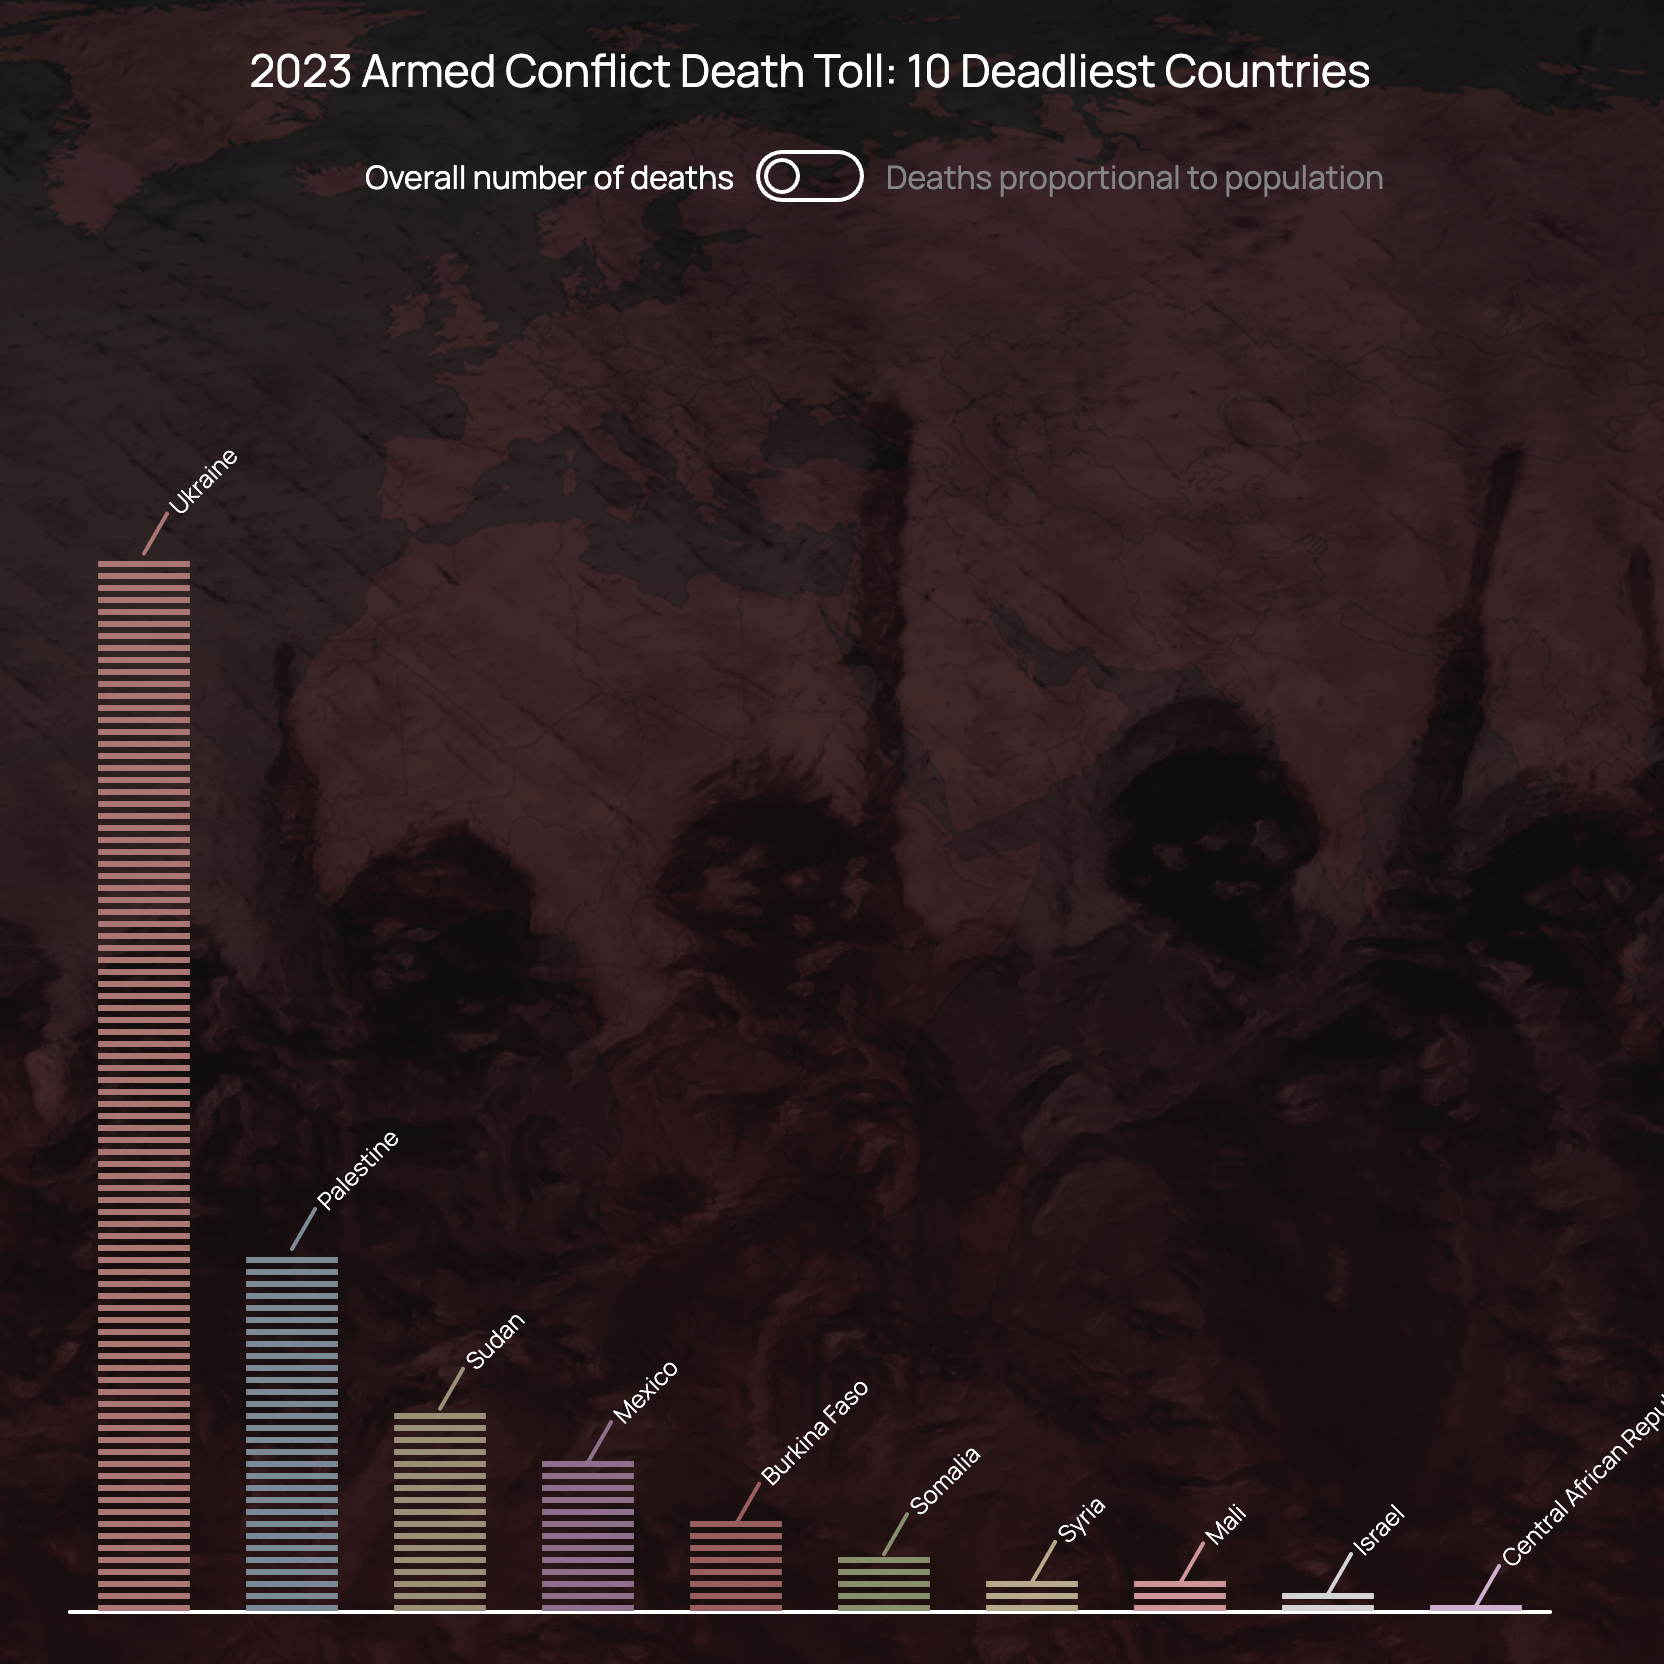 2023 Armed Conflict Death Toll: 10 Deadliest Countries
Overall number of deaths
Deaths proportional to population
Ukraine
Palestine
Sudan
Mexico
Burkina Faso
Somalia
Syria
Mali
Israel
Central African Repu